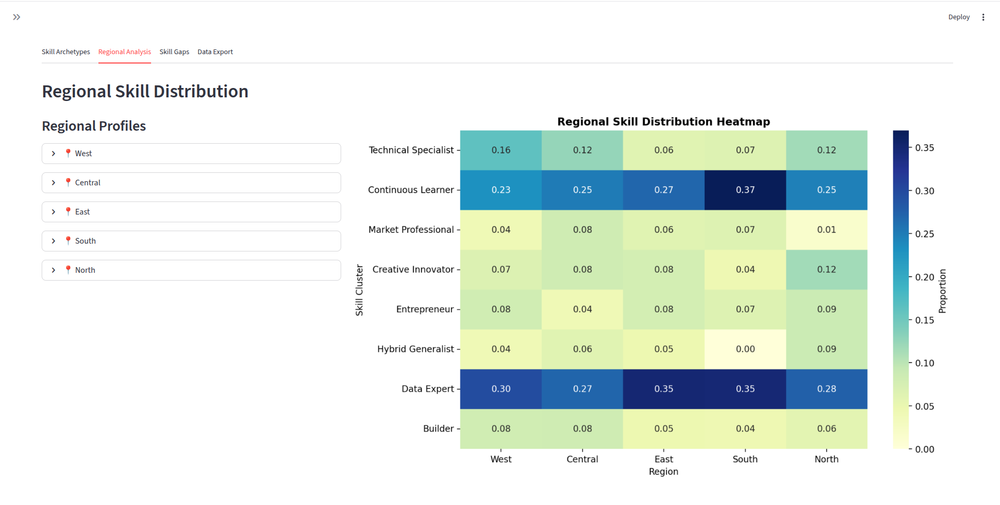 Deploy
Skill Archetypes Regional Analysis Skill Gaps Data Export
Regional Skill Distribution
Regional Profiles
West
Central
East
South
North
Regional Skill Distribution Heatmap
Skill Cluster
Technical Specialist 0.16 0.12 0.06 0.07 0.12
Continuous Learner 0.23 0.25 0.27 0.37 0.25
Market Professional 0.04 0.08 0.06 0.07 0.01
Creative Innovator 0.07 0.08 0.08 0.04 0.12
Entrepreneur 0.08 0.04 0.08 0.07 0.09
Hybrid Generalist 0.04 0.06 0.05 0.00 0.09
Data Expert 0.30 0.27 0.35 0.35 0.28
Builder 0.08 0.08 0.05 0.04 0.06
West Central East South North
Region
0.35
0.30
0.25
0.20
0.15
0.10
0.05
0.00
Proportion